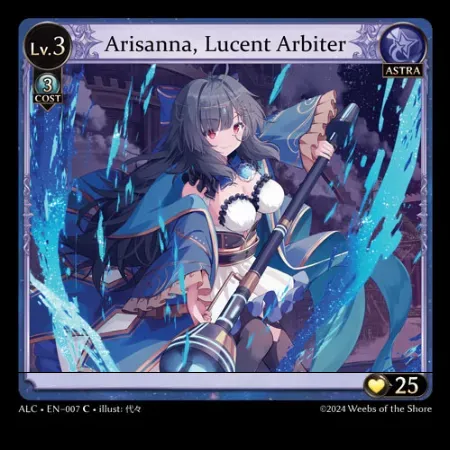 Lv.3
Arisanna, Lucent Arbiter
ASTRA
3
COST
25
ALC • EN–007 C • illust: 代々
©2024 Weebs of the Shore